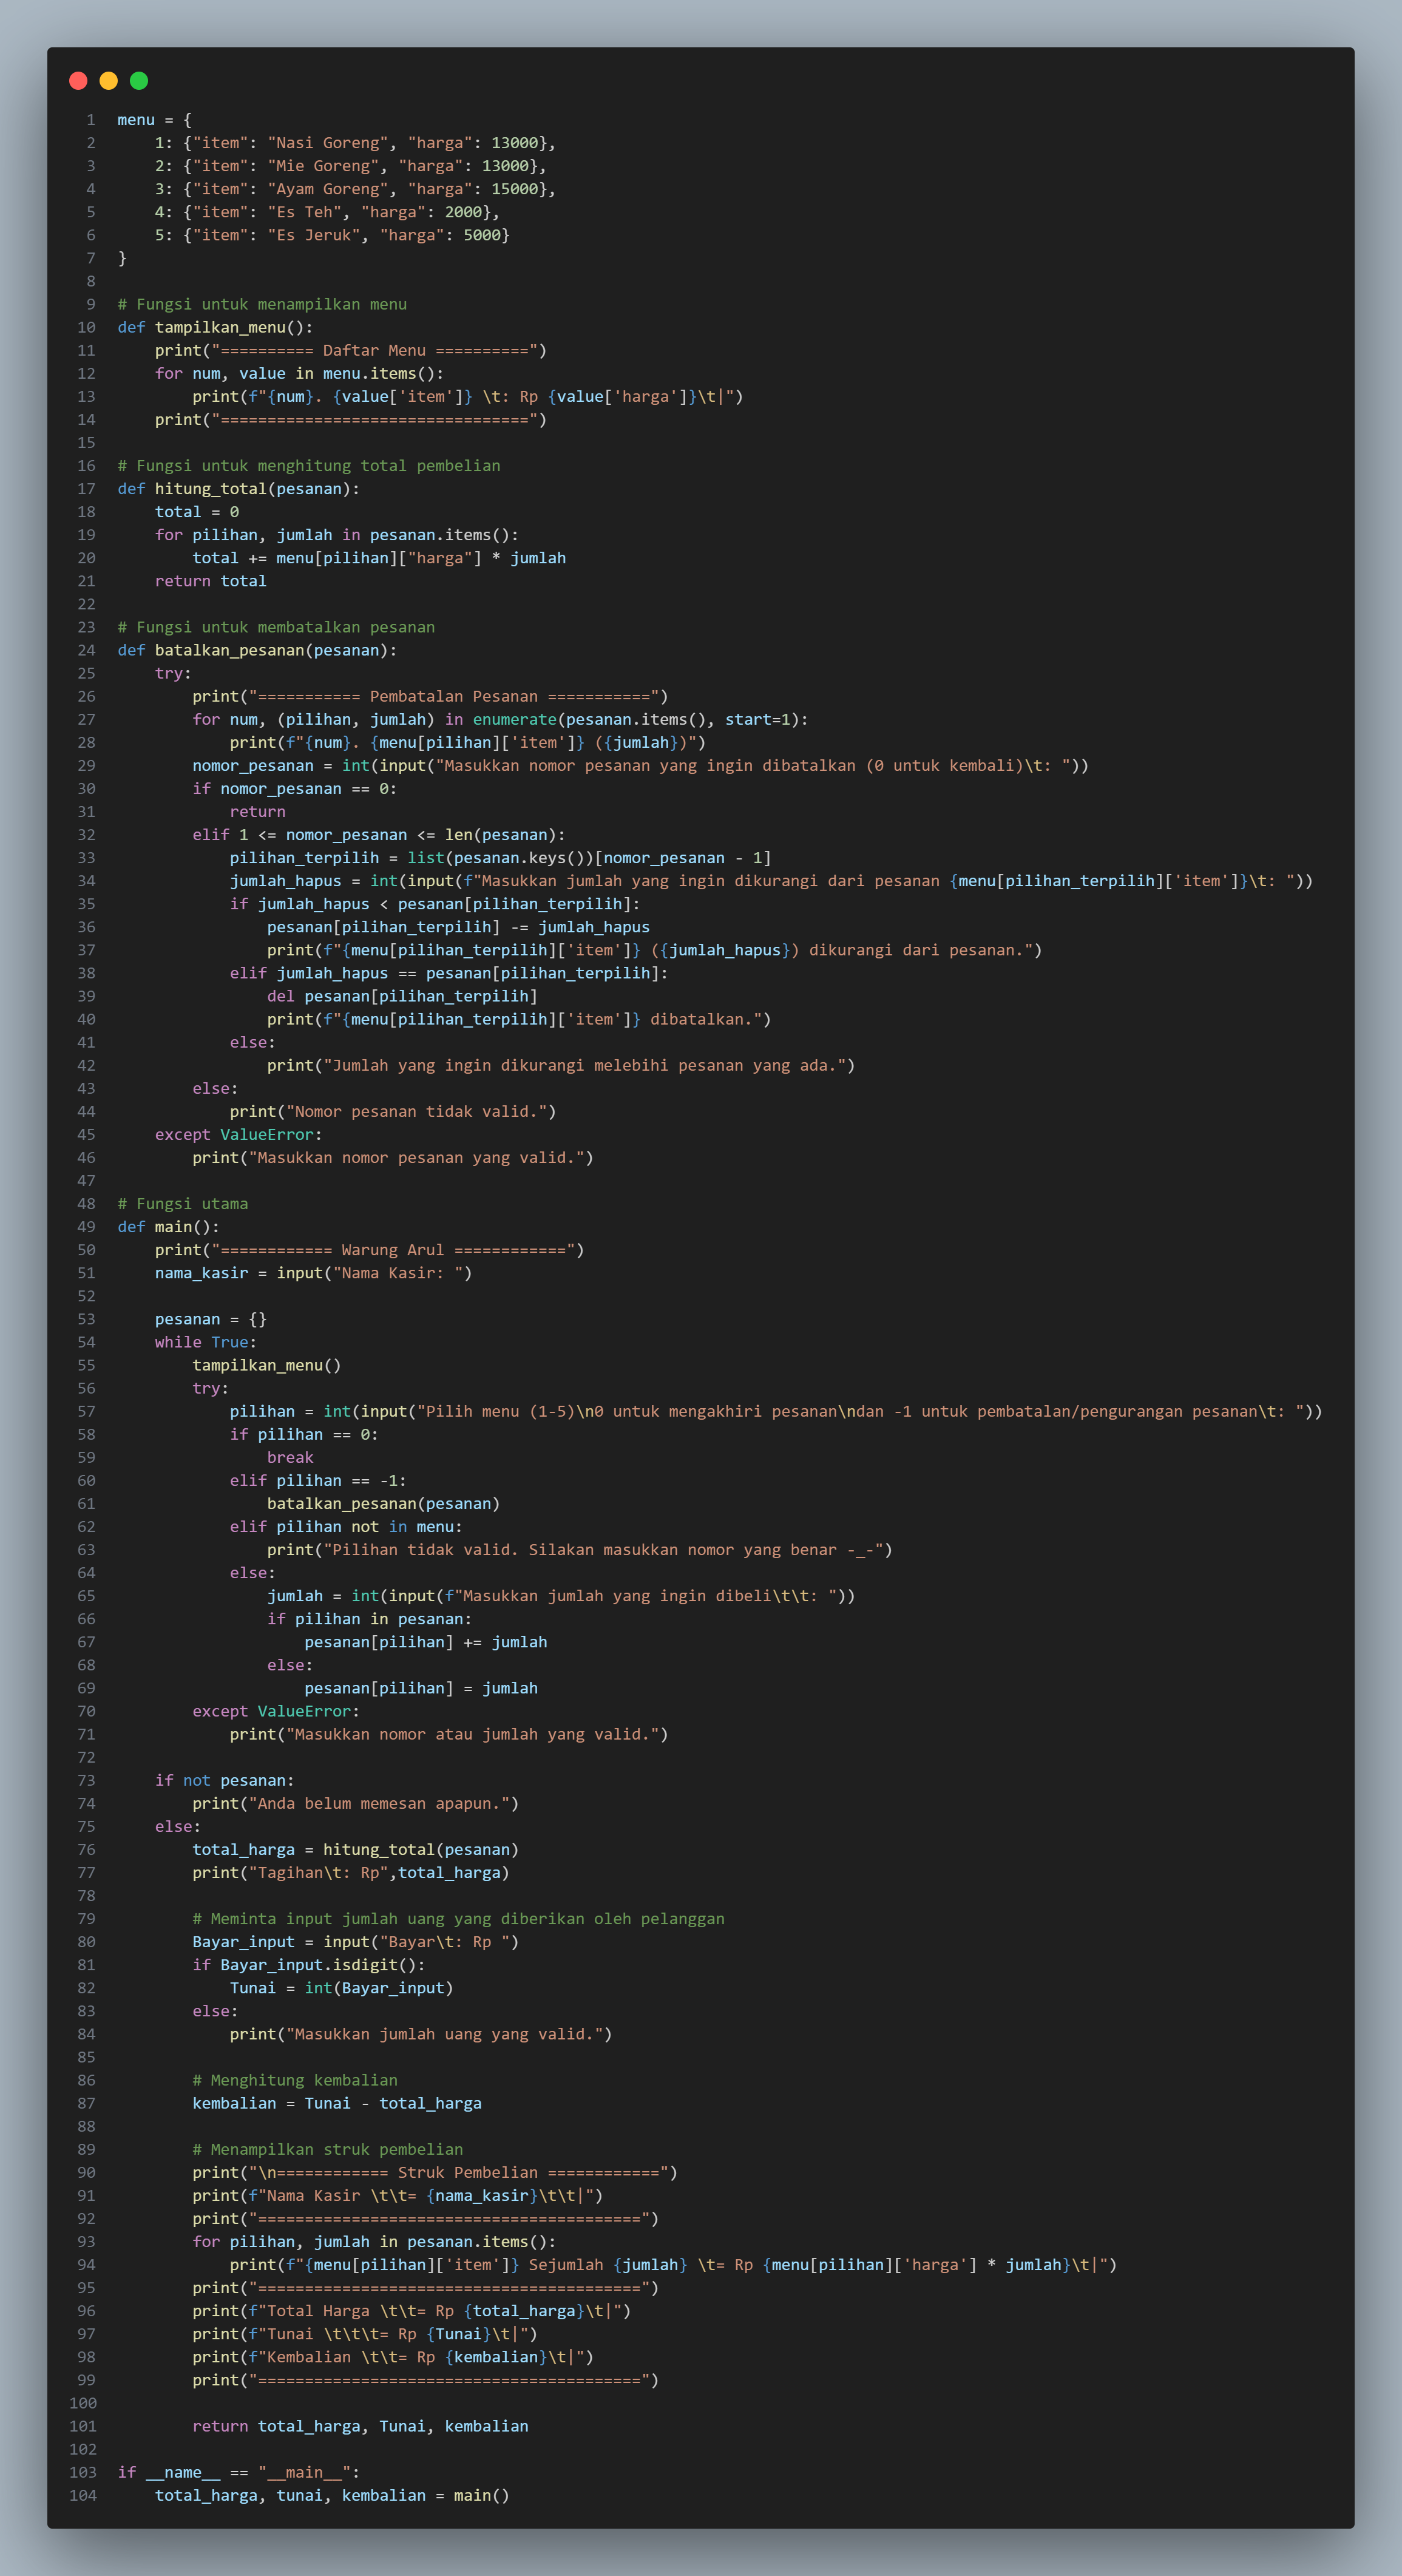 1 menu = {
2     1: {"item": "Nasi Goreng", "harga": 13000},
3     2: {"item": "Mie Goreng", "harga": 13000},
4     3: {"item": "Ayam Goreng", "harga": 15000},
5     4: {"item": "Es Teh", "harga": 2000},
6     5: {"item": "Es Jeruk", "harga": 5000}
7 }
8
9 # Fungsi untuk menampilkan menu
10 def tampilkan_menu():
11     print("========== Daftar Menu ==========")
12     for num, value in menu.items():
13         print(f"{num}. {value['item']} \t: Rp {value['harga']}\t|")
14     print("=================================")
15
16 # Fungsi untuk menghitung total pembelian
17 def hitung_total(pesanan):
18     total = 0
19     for pilihan, jumlah in pesanan.items():
20         total += menu[pilihan]["harga"] * jumlah
21     return total
22
23 # Fungsi untuk membatalkan pesanan
24 def batalkan_pesanan(pesanan):
25     try:
26         print("=========== Pembatalan Pesanan ===========")
27         for num, (pilihan, jumlah) in enumerate(pesanan.items(), start=1):
28             print(f"{num}. {menu[pilihan]['item']} ({jumlah})")
29         nomor_pesanan = int(input("Masukkan nomor pesanan yang ingin dibatalkan (0 untuk kembali)\t: "))
30         if nomor_pesanan == 0:
31             return
32         elif 1 <= nomor_pesanan <= len(pesanan):
33             pilihan_terpilih = list(pesanan.keys())[nomor_pesanan - 1]
34             jumlah_hapus = int(input(f"Masukkan jumlah yang ingin dikurangi dari pesanan {menu[pilihan_terpilih]['item']}\t: "))
35             if jumlah_hapus < pesanan[pilihan_terpilih]:
36                 pesanan[pilihan_terpilih] -= jumlah_hapus
37                 print(f"{menu[pilihan_terpilih]['item']} ({jumlah_hapus}) dikurangi dari pesanan.")
38             elif jumlah_hapus == pesanan[pilihan_terpilih]:
39                 del pesanan[pilihan_terpilih]
40                 print(f"{menu[pilihan_terpilih]['item']} dibatalkan.")
41             else:
42                 print("Jumlah yang ingin dikurangi melebihi pesanan yang ada.")
43         else:
44             print("Nomor pesanan tidak valid.")
45     except ValueError:
46         print("Masukkan nomor pesanan yang valid.")
47
48 # Fungsi utama
49 def main():
50     print("============ Warung Arul ============")
51     nama_kasir = input("Nama Kasir: ")
52
53     pesanan = {}
54     while True:
55         tampilkan_menu()
56         try:
57             pilihan = int(input("Pilih menu (1-5)\n0 untuk mengakhiri pesanan\ndan -1 untuk pembatalan/pengurangan pesanan\t: "))
58             if pilihan == 0:
59                 break
60             elif pilihan == -1:
61                 batalkan_pesanan(pesanan)
62             elif pilihan not in menu:
63                 print("Pilihan tidak valid. Silakan masukkan nomor yang benar -_-")
64             else:
65                 jumlah = int(input(f"Masukkan jumlah yang ingin dibeli\t\t: "))
66                 if pilihan in pesanan:
67                     pesanan[pilihan] += jumlah
68                 else:
69                     pesanan[pilihan] = jumlah
70         except ValueError:
71             print("Masukkan nomor atau jumlah yang valid.")
72
73     if not pesanan:
74         print("Anda belum memesan apapun.")
75     else:
76         total_harga = hitung_total(pesanan)
77         print("Tagihan\t: Rp",total_harga)
78
79         # Meminta input jumlah uang yang diberikan oleh pelanggan
80         Bayar_input = input("Bayar\t: Rp ")
81         if Bayar_input.isdigit():
82             Tunai = int(Bayar_input)
83         else:
84             print("Masukkan jumlah uang yang valid.")
85
86         # Menghitung kembalian
87         kembalian = Tunai - total_harga
88
89         # Menampilkan struk pembelian
90         print("\n============ Struk Pembelian ============")
91         print(f"Nama Kasir \t\t= {nama_kasir}\t\t|")
92         print("=========================================")
93         for pilihan, jumlah in pesanan.items():
94             print(f"{menu[pilihan]['item']} Sejumlah {jumlah} \t= Rp {menu[pilihan]['harga'] * jumlah}\t|")
95         print("=========================================")
96         print(f"Total Harga \t\t= Rp {total_harga}\t|")
97         print(f"Tunai \t\t\t= Rp {Tunai}\t|")
98         print(f"Kembalian \t\t= Rp {kembalian}\t|")
99         print("=========================================")
100
101         return total_harga, Tunai, kembalian
102
103 if __name__ == "__main__":
104     total_harga, tunai, kembalian = main()